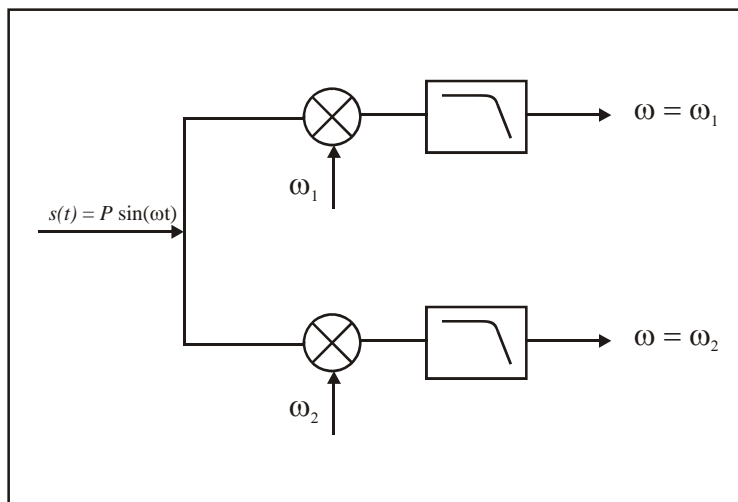 ω = ω₁
ω₁
s(t) = P sin(ωt)
ω = ω₂
ω₂